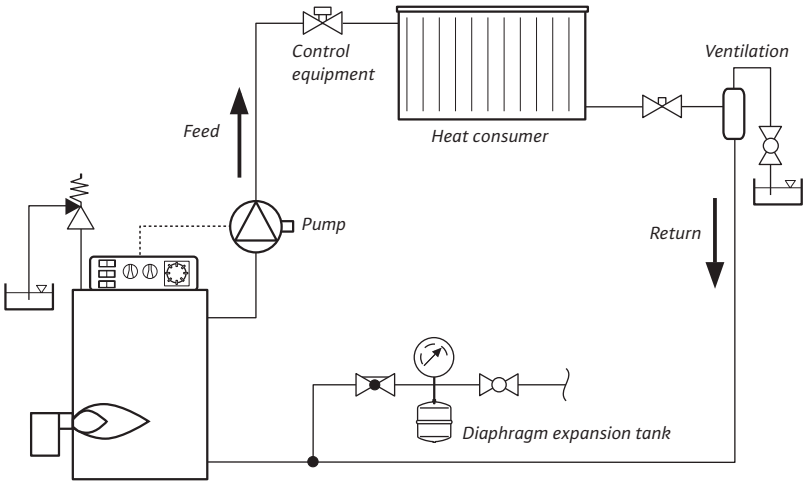 Control
equipment
Ventilation
Feed
Heat consumer
Pump
Return
Diaphragm expansion tank